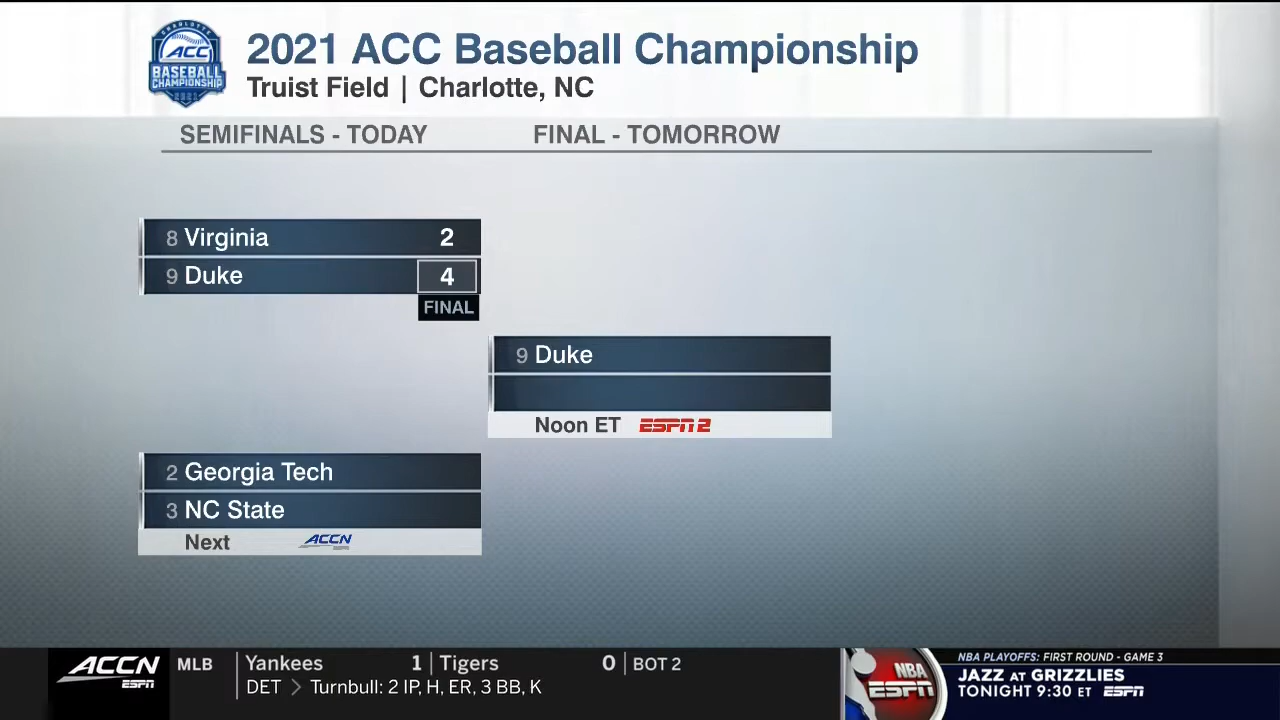 CHARLOTTE
ACC
BASEBALL
CHAMPIONSHIP
2021
2021 ACC Baseball Championship
Truist Field | Charlotte, NC
SEMIFINALS - TODAY
FINAL - TOMORROW
8 Virginia 2
9 Duke 4
FINAL
9 Duke
Noon ET ESPN2
2 Georgia Tech
3 NC State
Next ACCN
ACCN
ESPN
MLB
Yankees 1 | Tigers 0 | BOT 2
DET > Turnbull: 2 IP, H, ER, 3 BB, K
NBA
ESPN
NBA PLAYOFFS: FIRST ROUND - GAME 3
JAZZ AT GRIZZLIES
TONIGHT 9:30 ET ESPN